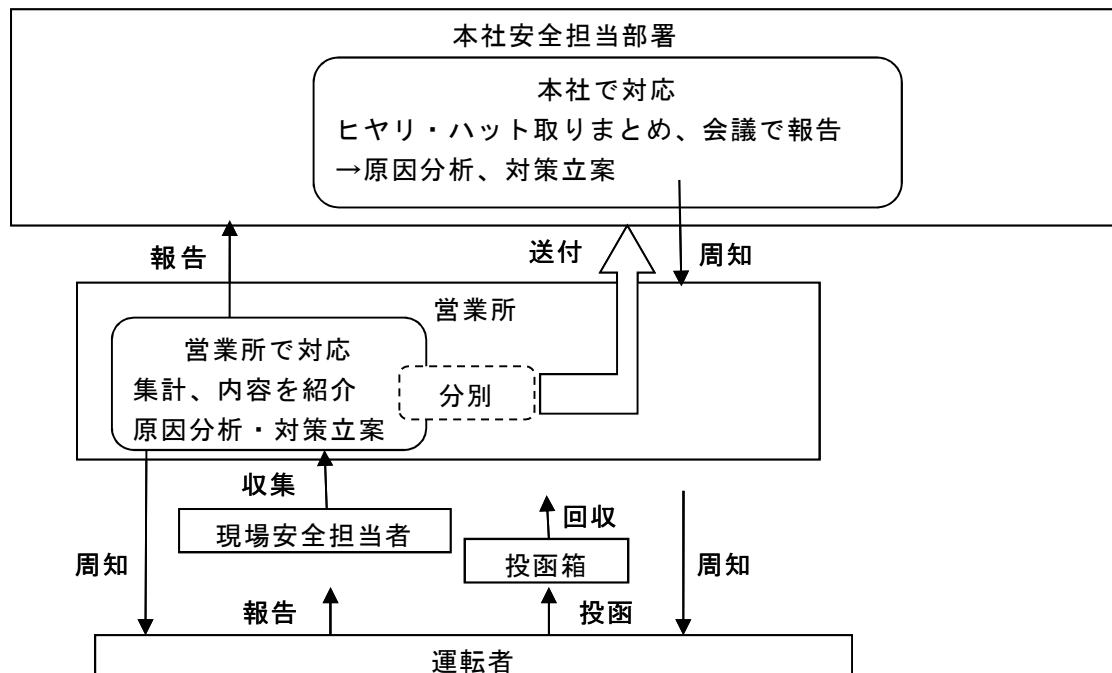 本社安全担当部署
本社で対応
ヒヤリ・ハット取りまとめ、会議で報告
→原因分析、対策立案
報告
送付
周知
営業所
営業所で対応
集計、内容を紹介
原因分析・対策立案
分別
収集
現場安全担当者
回収
投函箱
周知
周知
報告
投函
運転者